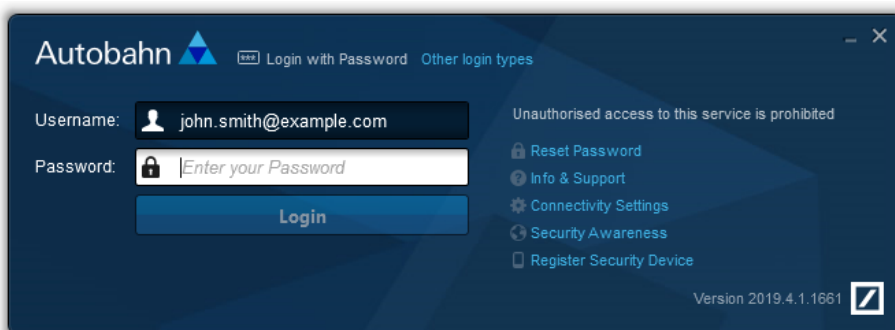 Autobahn
Login with Password Other login types
Username: john.smith@example.com
Password: Enter your Password
Login
Unauthorised access to this service is prohibited
Reset Password
Info & Support
Connectivity Settings
Security Awareness
Register Security Device
Version 2019.4.1.1661